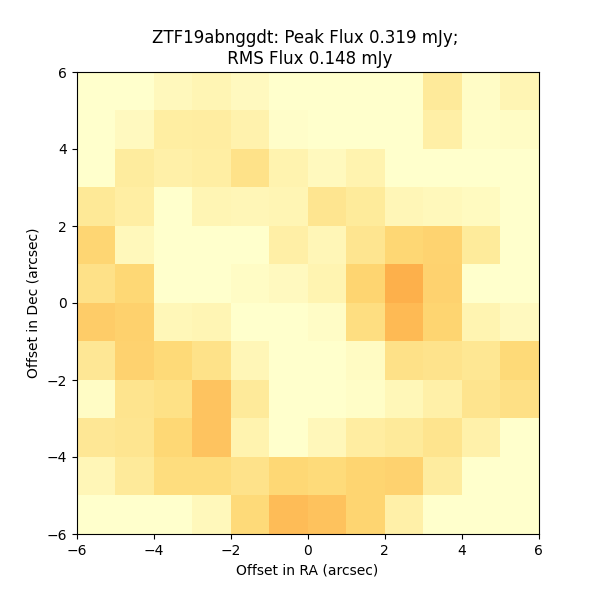 ZTF19abnggdt: Peak Flux 0.319 mJy;
RMS Flux 0.148 mJy
6
4
2
0
−2
−4
−6
Offset in Dec (arcsec)
−6 −4 −2 0 2 4 6
Offset in RA (arcsec)